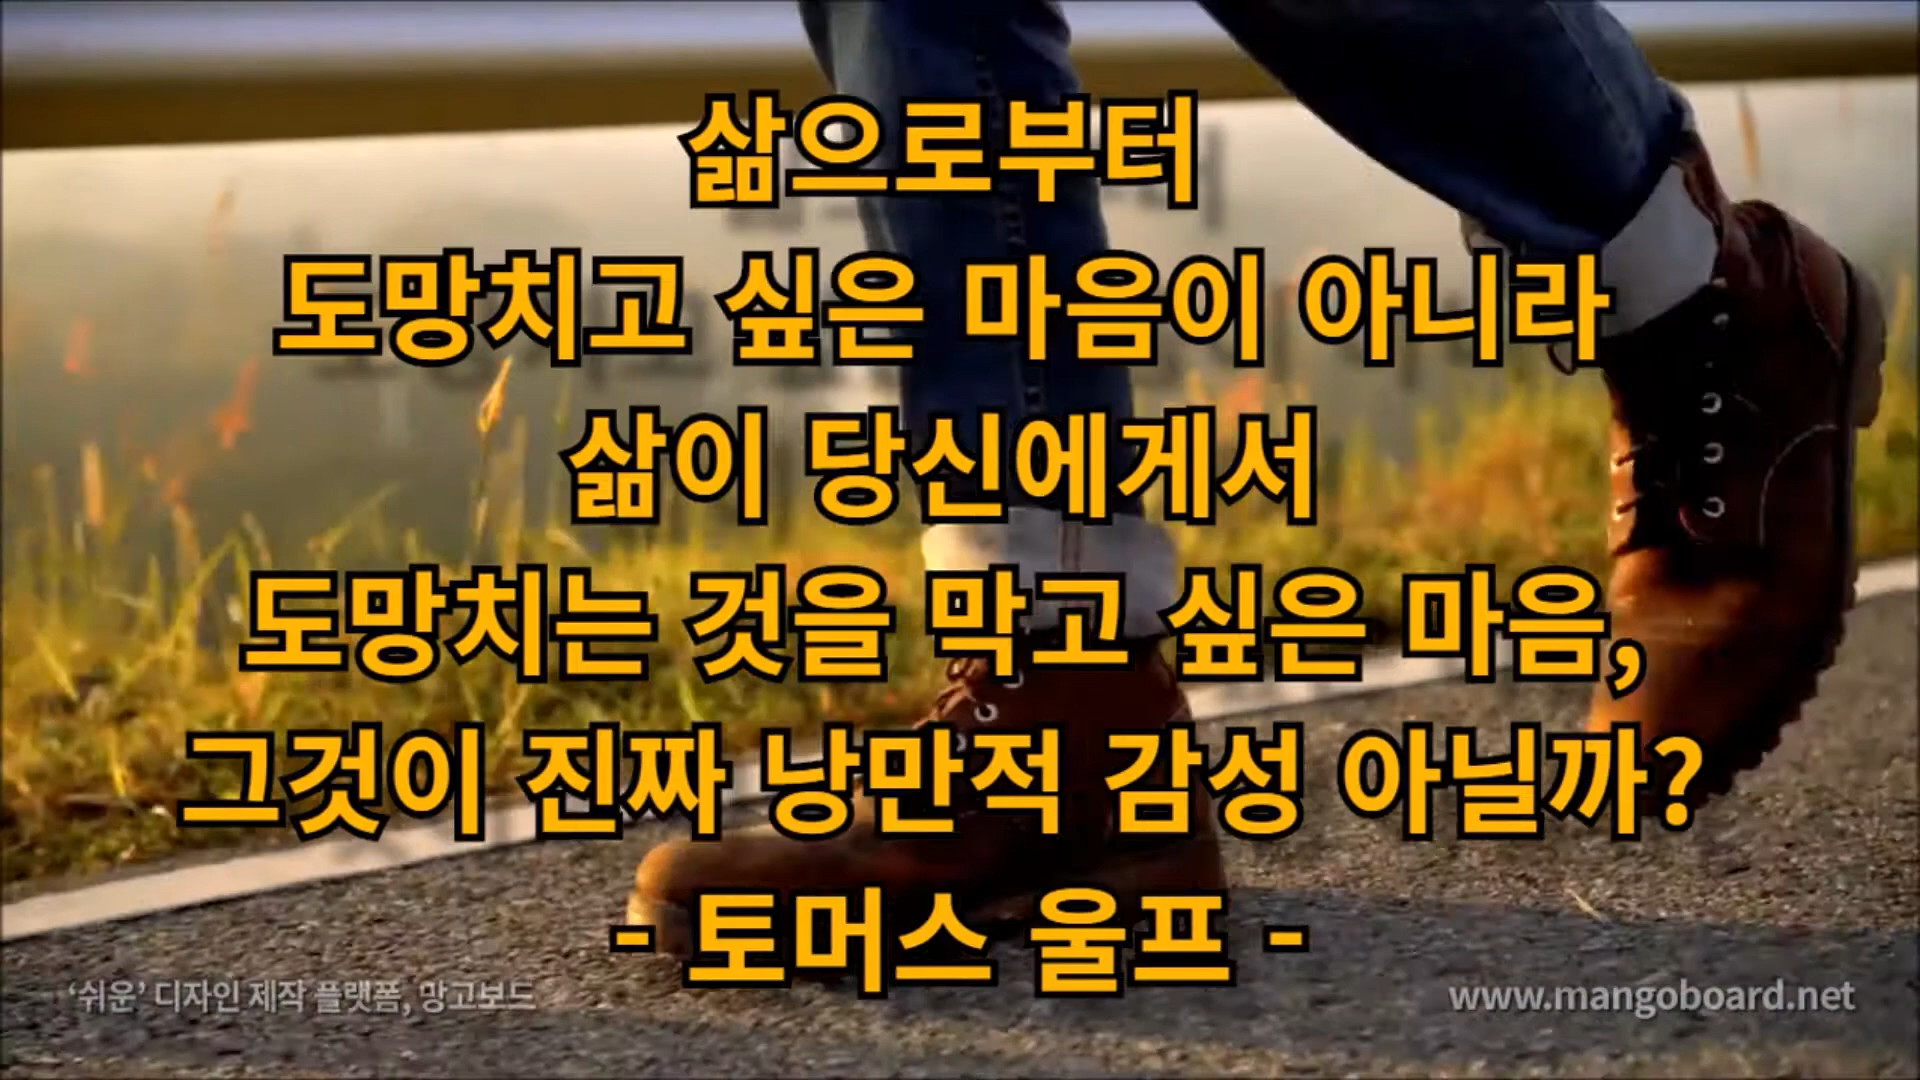 삶으로부터
도망치고 싶은 마음이 아니라
삶이 당신에게서
도망치는 것을 막고 싶은 마음,
그것이 진짜 낭만적 감성 아닐까?
- 토머스 울프 -
‘쉬운’ 디자인 제작 플랫폼, 망고보드
www.mangoboard.net